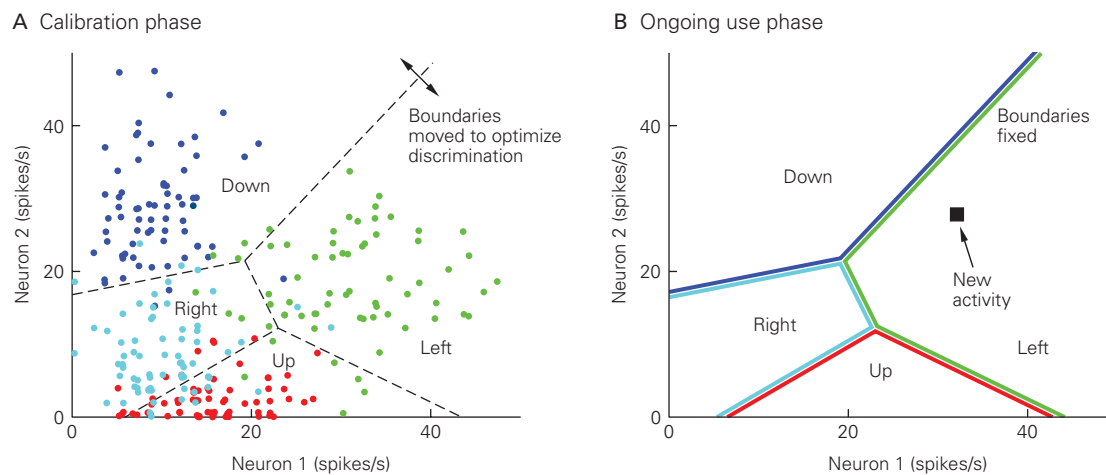 A Calibration phase
40
20
0
0
20
40
Neuron 2 (spikes/s)
Neuron 1 (spikes/s)
Down
Right
Up
Left
Boundaries
moved to optimize
discrimination
B Ongoing use phase
40
20
0
0
20
40
Neuron 2 (spikes/s)
Neuron 1 (spikes/s)
Down
Right
Up
Left
Boundaries
fixed
New
activity